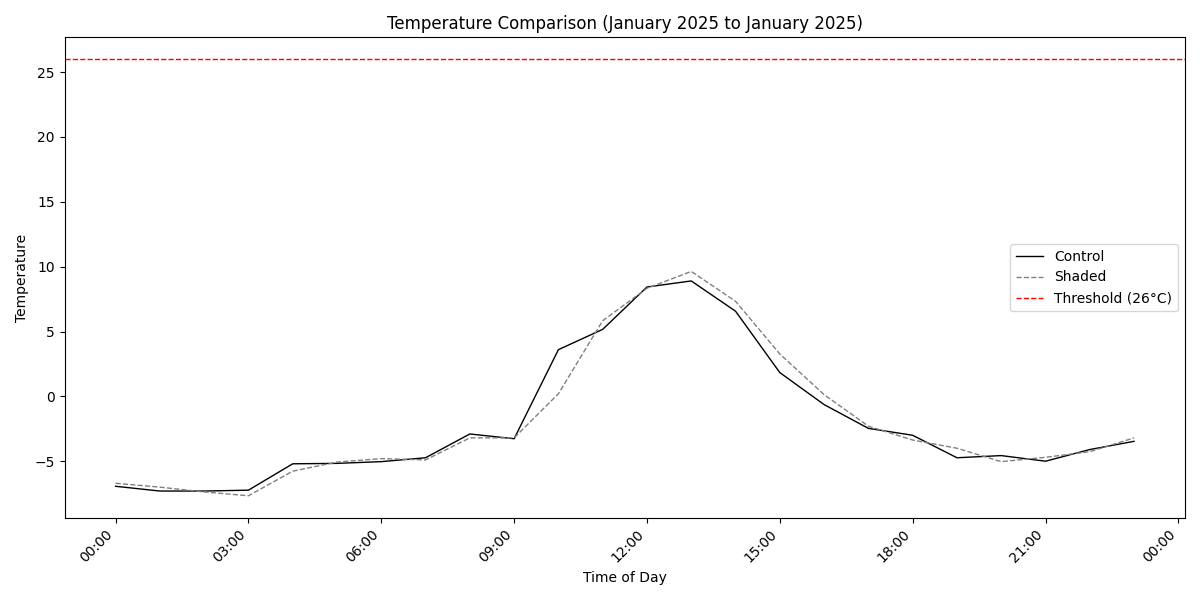 Temperature Comparison (January 2025 to January 2025)
Temperature
25
20
15
10
5
0
−5
Control
Shaded
Threshold (26°C)
00:00
03:00
06:00
09:00
12:00
15:00
18:00
21:00
00:00
Time of Day